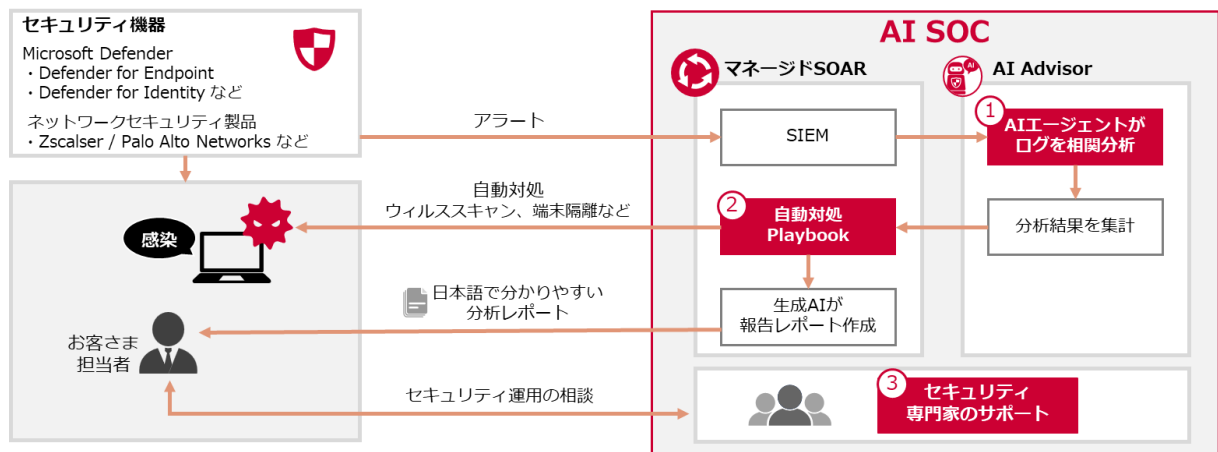 セキュリティ機器
Microsoft Defender
・Defender for Endpoint
・Defender for Identity など
ネットワークセキュリティ製品
・Zscalser / Palo Alto Networks など
アラート
自動対処
ウィルススキャン、端末隔離など
感染
日本語で分かりやすい
分析レポート
お客さま
担当者
セキュリティ運用の相談
AI SOC
マネージドSOAR
SIEM
2
自動対処
Playbook
生成AIが
報告レポート作成
AI
AI Advisor
1
AIエージェントが
ログを相関分析
分析結果を集計
3
セキュリティ
専門家のサポート